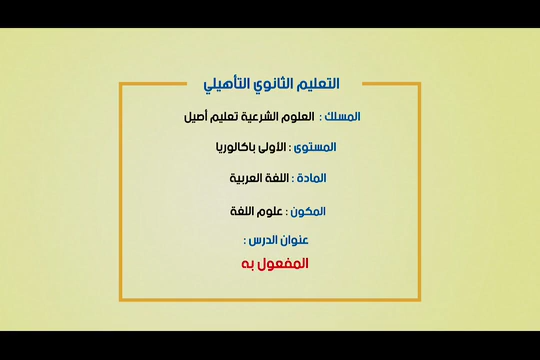 التعليم الثانوي التأهيلي
المسلك : العلوم الشرعية تعليم أصيل
المستوى : الأولى باكالوريا
المادة : اللغة العربية
المكون : علوم اللغة
عنوان الدرس :
المفعول به